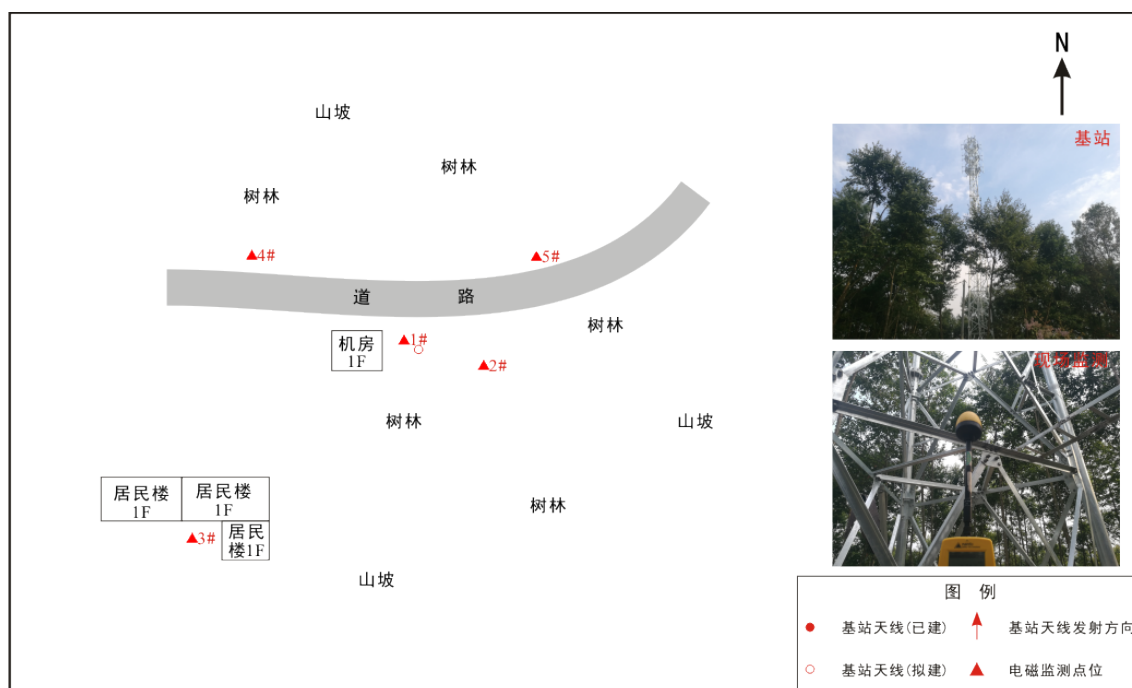 N
山坡
基站
树林
树林
4#
5#
道 路
树林
机房
1F
1#
2#
现场监测
树林
山坡
居民楼
1F
居民楼
1F
树林
3#
居民
楼1F
山坡
图 例
基站天线(已建)
基站天线发射方向
基站天线(拟建)
电磁监测点位